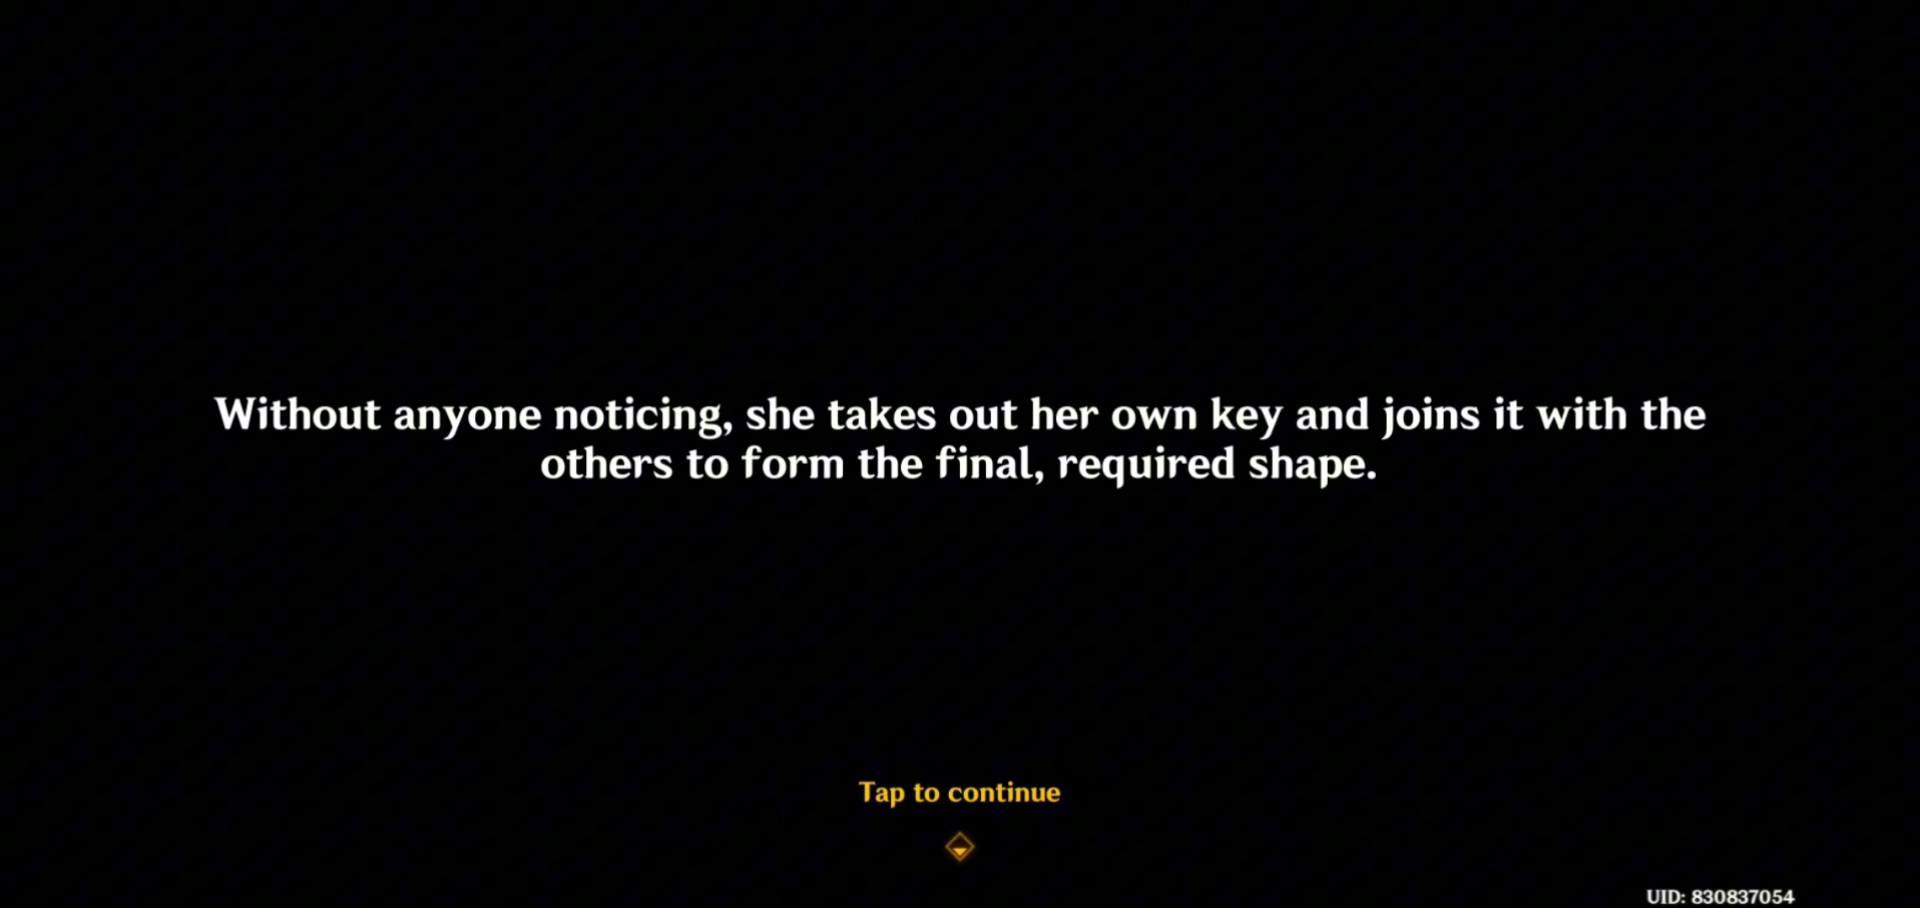 Without anyone noticing, she takes out her own key and joins it with the
others to form the final, required shape.
Tap to continue
UID: 830837054